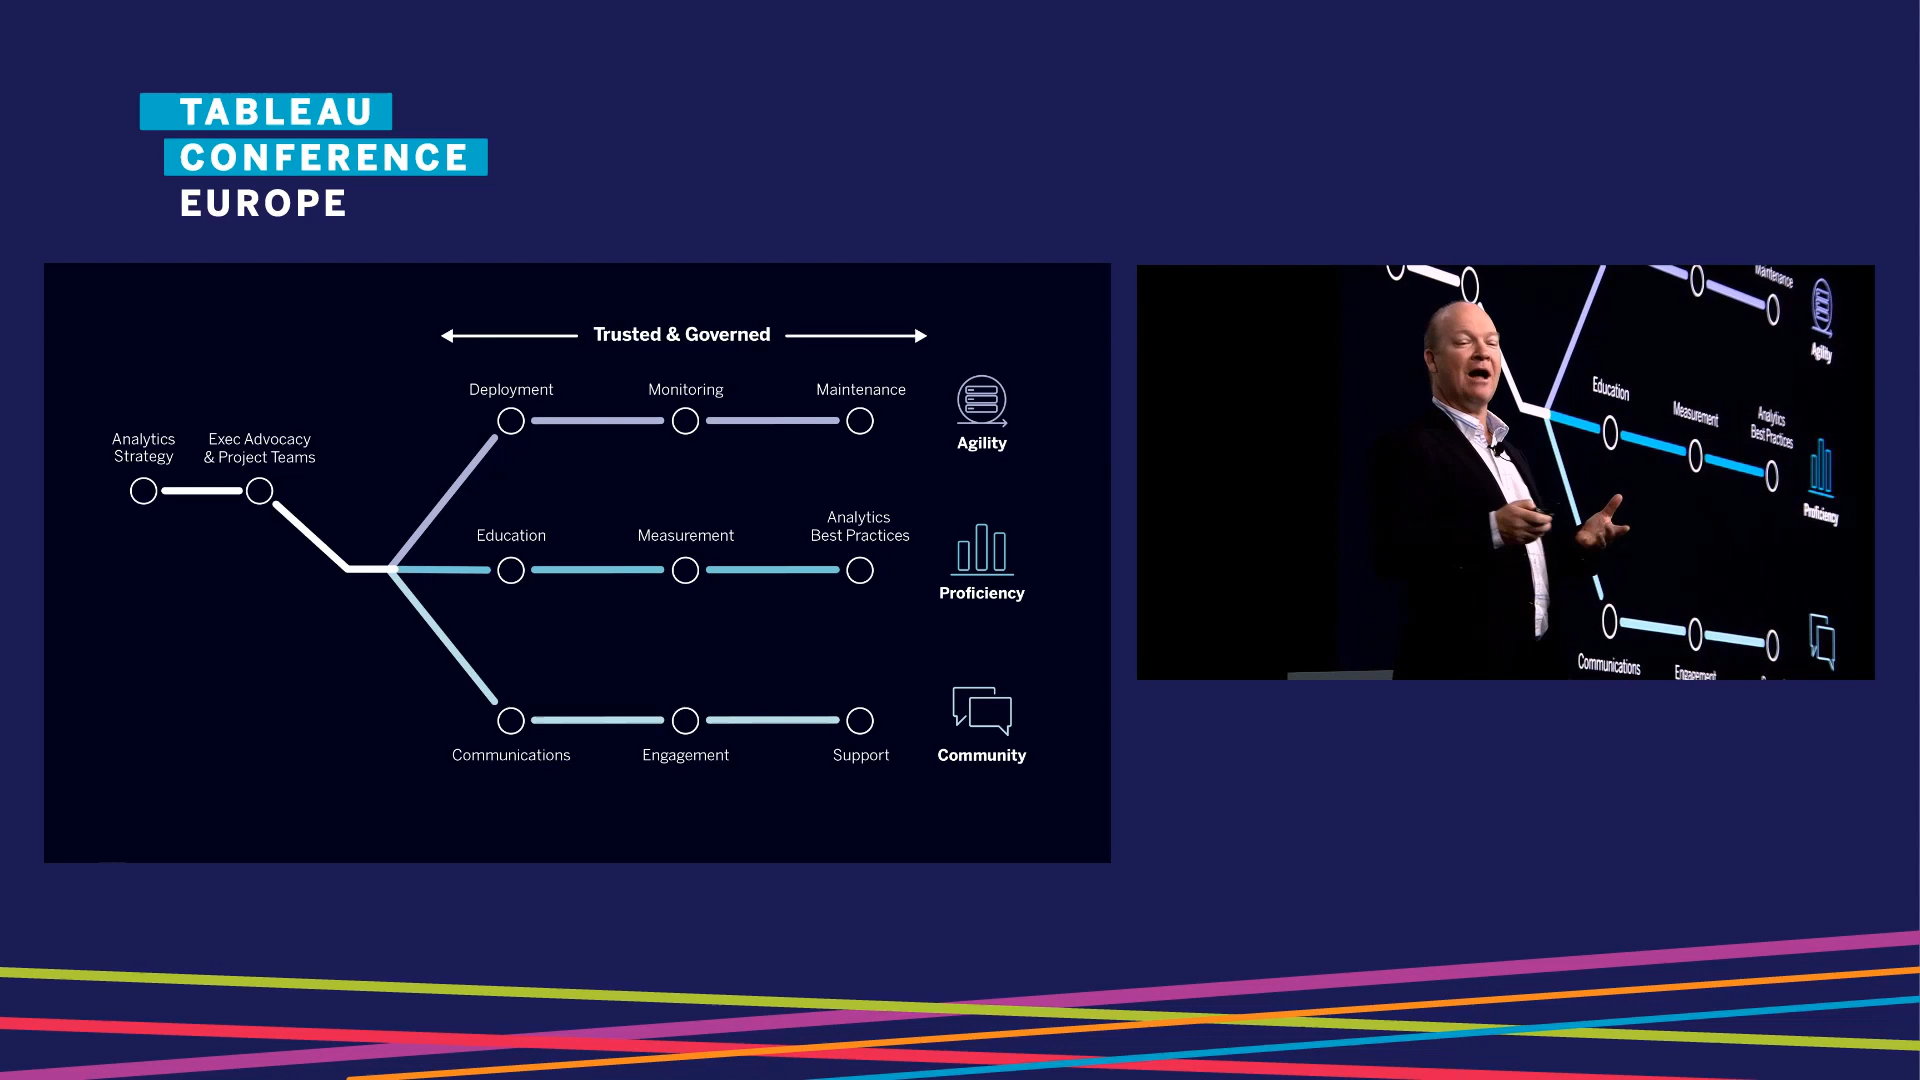 TABLEAU
CONFERENCE
EUROPE
Trusted & Governed
Deployment
Monitoring
Maintenance
Agility
Analytics
Strategy
Exec Advocacy
& Project Teams
Education
Measurement
Analytics
Best Practices
Proficiency
Communications
Engagement
Support
Community
Maintenance
Agility
Education
Measurement
Analytics
Best Practices
Proficiency
Communications
Engagement